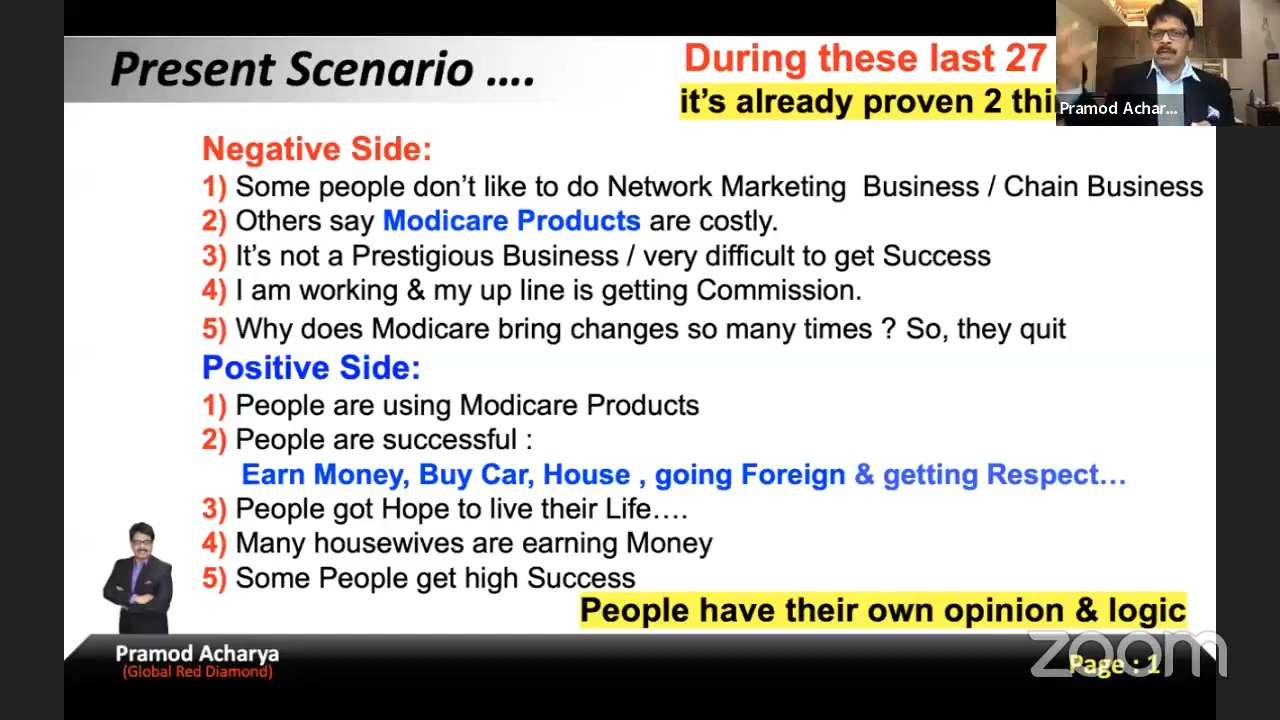 Present Scenario ....
During these last 27
it's already proven 2
Pramod Achar...
Negative Side:
1) Some people don't like to do Network Marketing Business / Chain Business
2) Others say Modicare Products are costly.
3) It's not a Prestigious Business / very difficult to get Success
4) I am working & my up line is getting Commission.
5) Why does Modicare bring changes so many times ? So, they quit
Positive Side:
1) People are using Modicare Products
2) People are successful :
Earn Money, Buy Car, House , going Foreign & getting Respect...
3) People got Hope to live their Life....
4) Many housewives are earning Money
5) Some People get high Success
People have their own opinion & logic
Pramod Acharya
(Global Red Diamond)
zoom
Page : 1